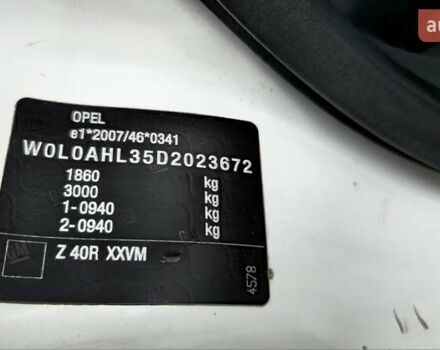 OPEL
e1*2007/46*0341
W0L0AHL35D2023672
1860 kg
3000 kg
1-0940 kg
2-0940 kg
Z 40R XXVM
4578